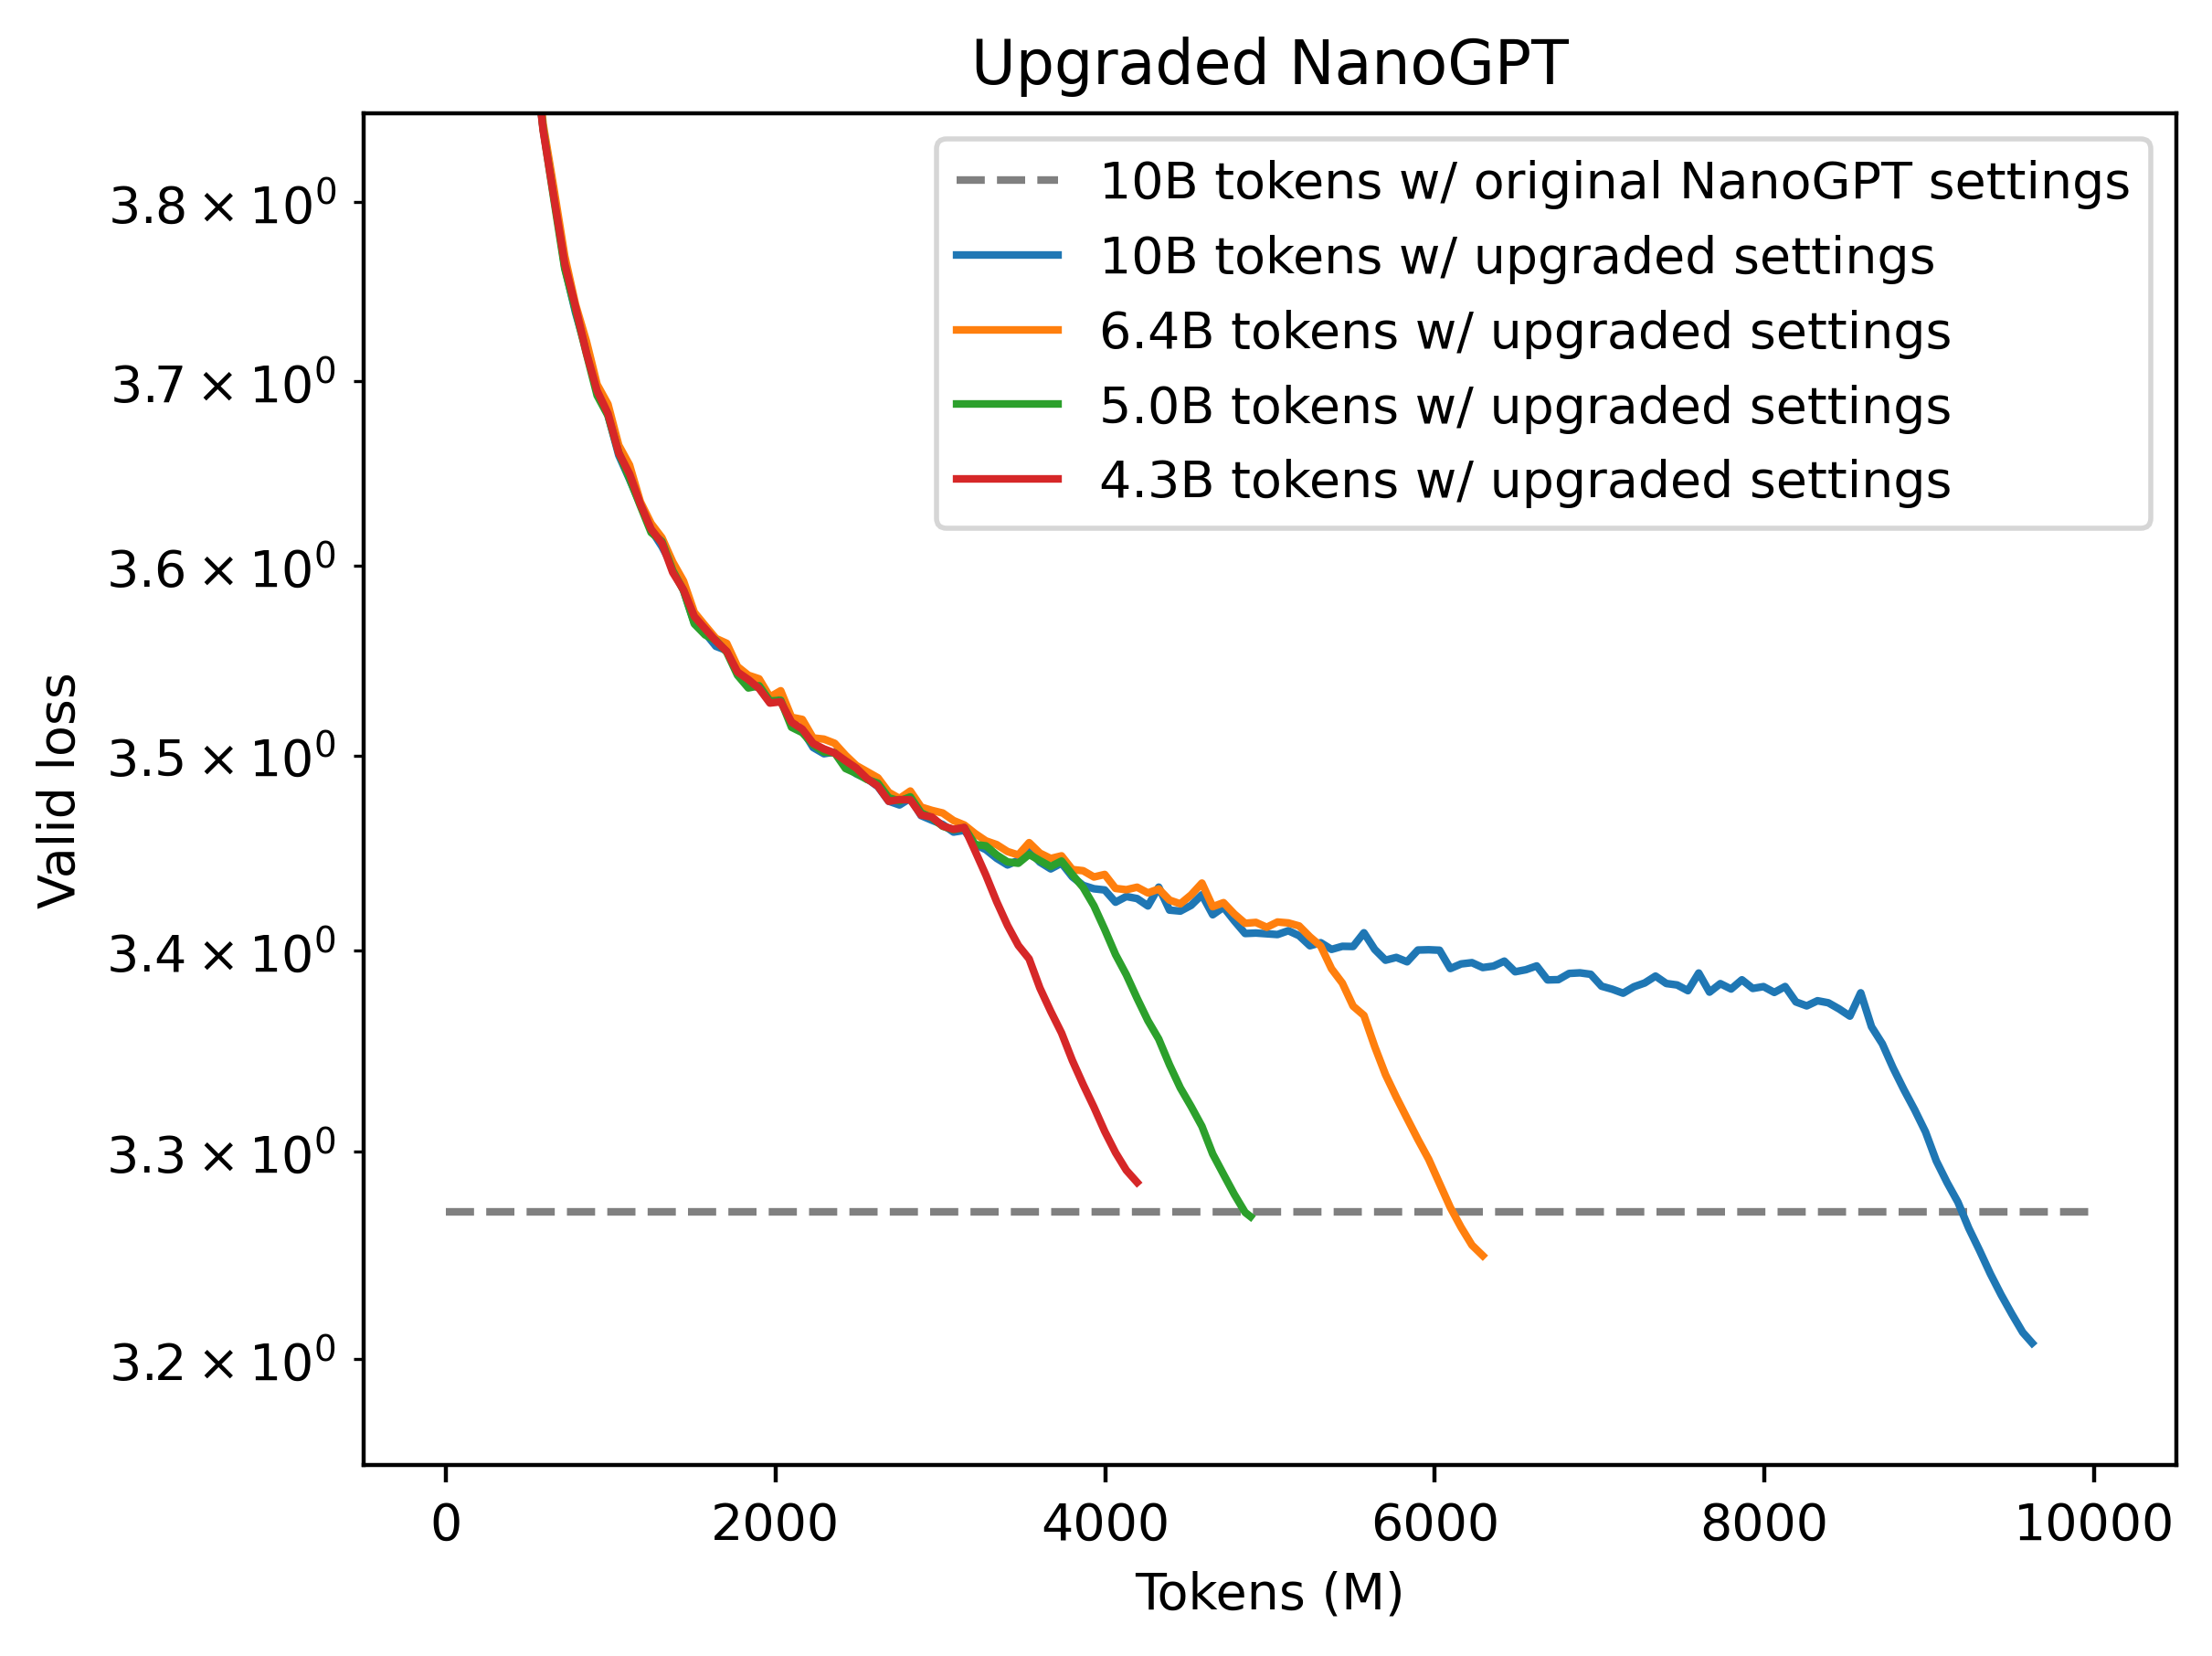 Upgraded NanoGPT
10B tokens w/ original NanoGPT settings
10B tokens w/ upgraded settings
6.4B tokens w/ upgraded settings
5.0B tokens w/ upgraded settings
4.3B tokens w/ upgraded settings
Valid loss
3.8 × 10⁰
3.7 × 10⁰
3.6 × 10⁰
3.5 × 10⁰
3.4 × 10⁰
3.3 × 10⁰
3.2 × 10⁰
0 2000 4000 6000 8000 10000
Tokens (M)